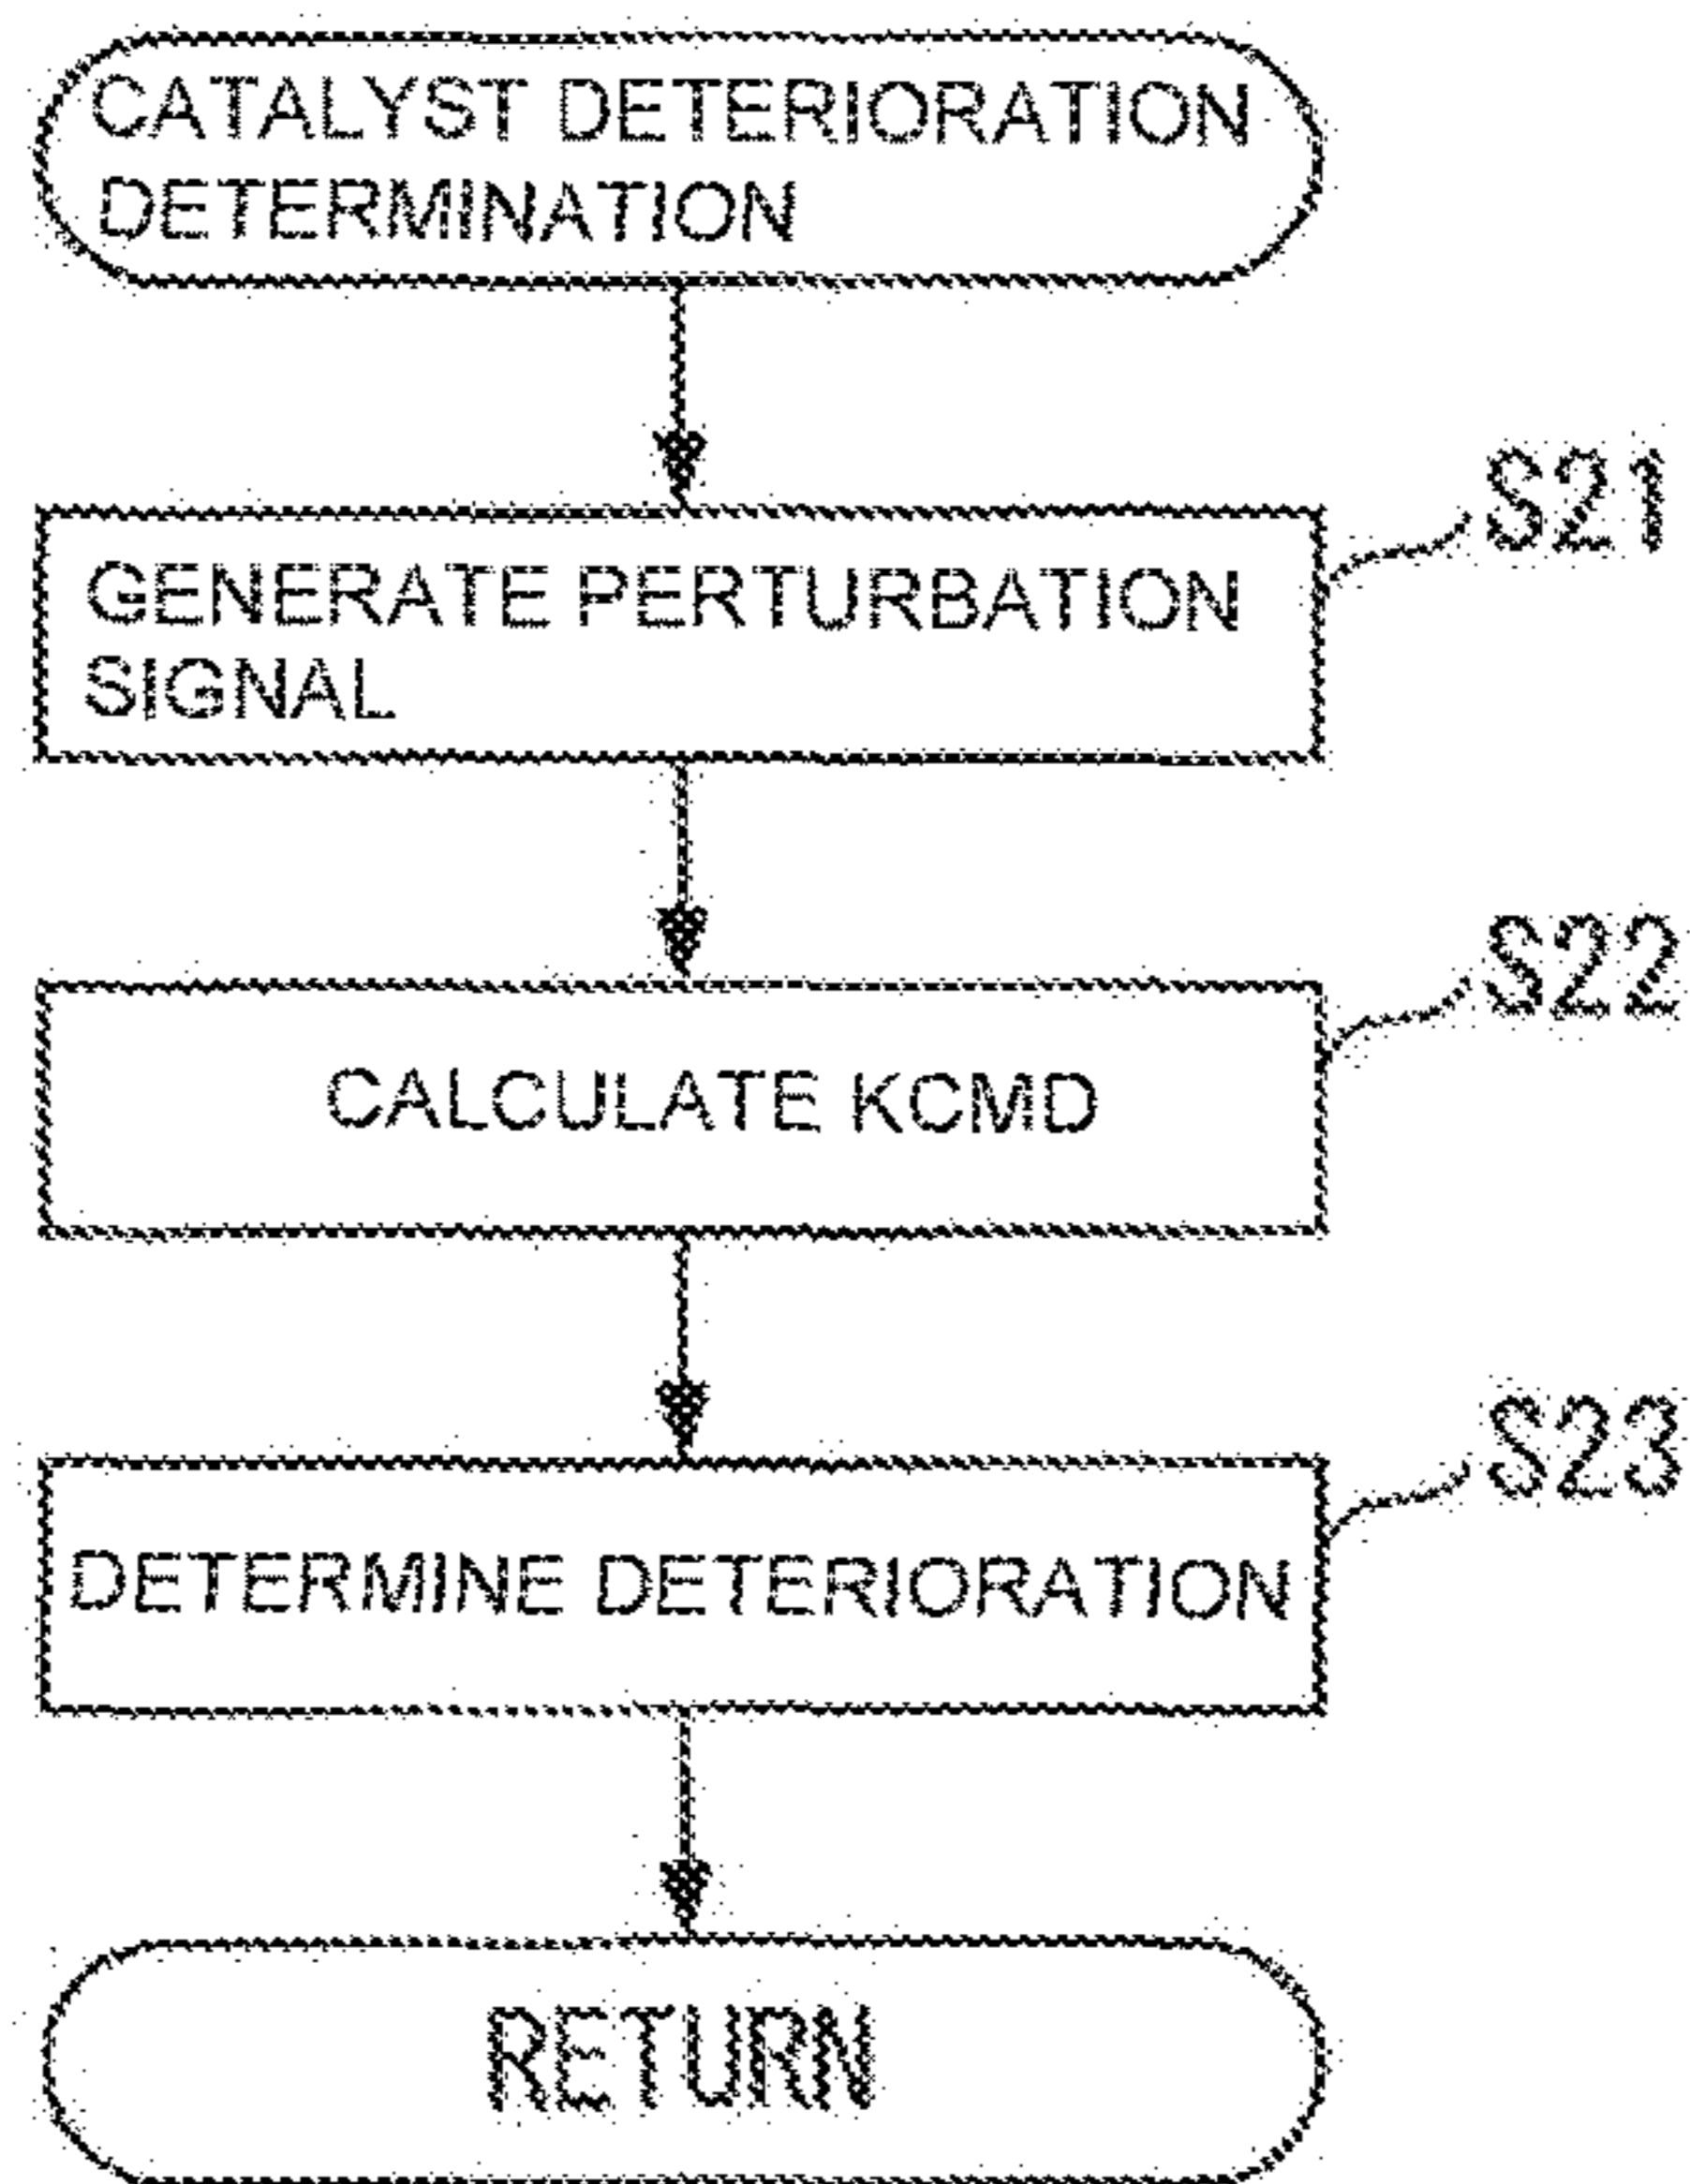 CATALYST DETERIORATION
DETERMINATION
S21
GENERATE PERTURBATION
SIGNAL
S22
CALCULATE KCMD
S23
DETERMINE DETERIORATION
RETURN